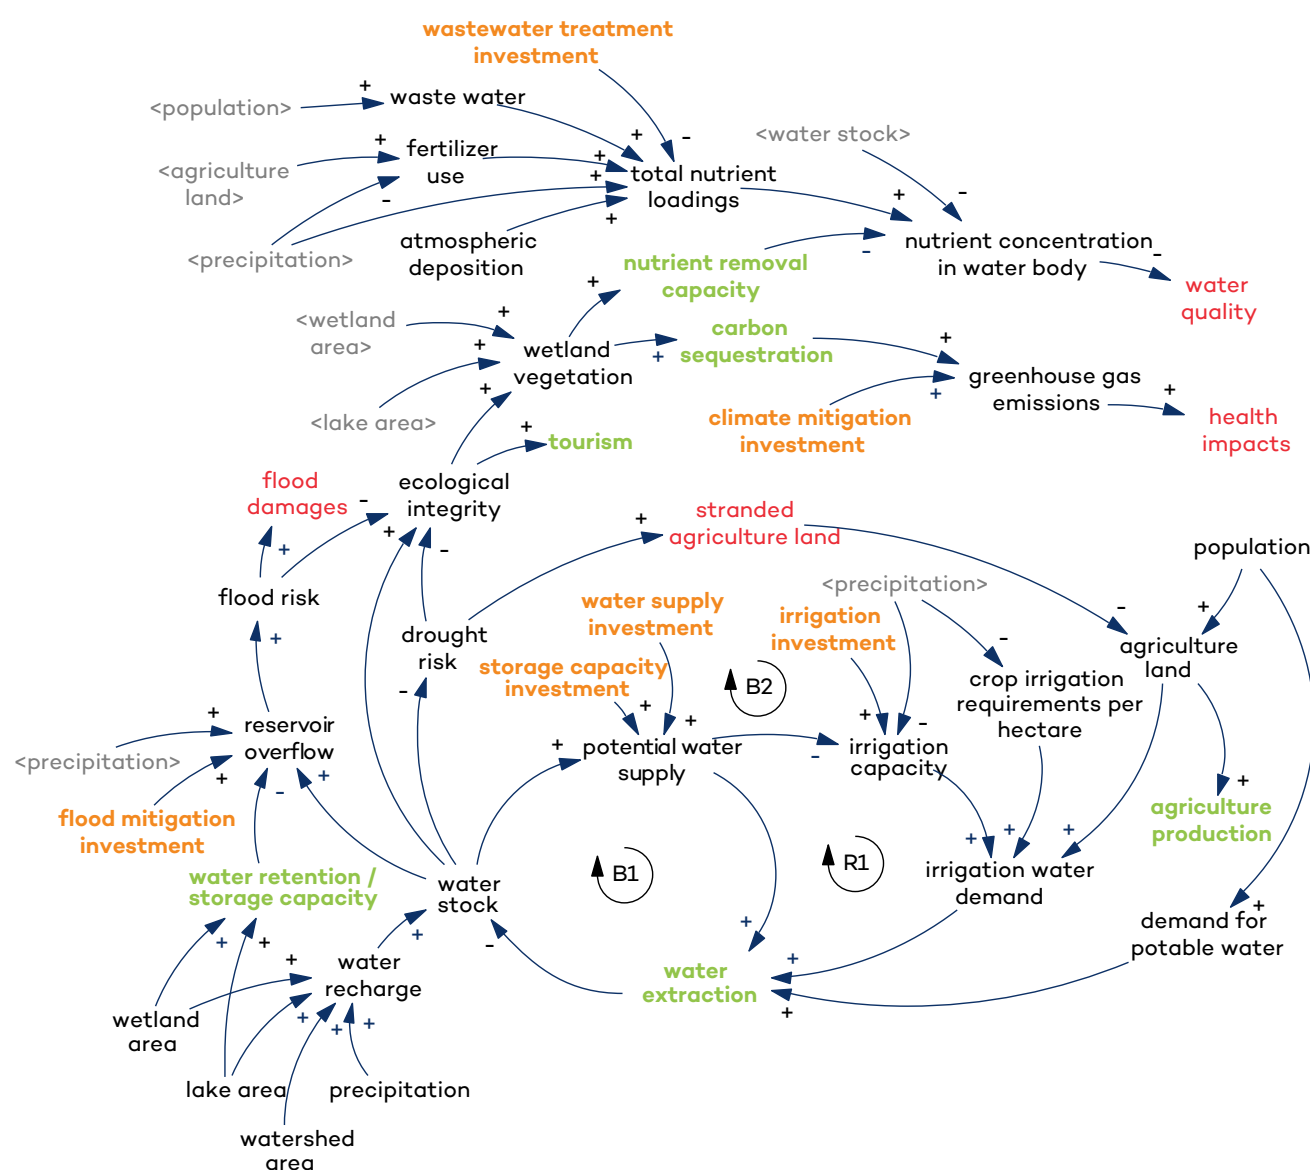 wastewater treatment
investment
<population>
+
waste water
+
-
<water stock>
<agriculture
land>
+
fertilizer
use
-
+
+
+
total nutrient
loadings
<precipitation>
atmospheric
deposition
+
-
nutrient concentration
in water body
-
water
quality
nutrient removal
capacity
-
+
<wetland
area>
+
+
wetland
vegetation
+
carbon
sequestration
+
greenhouse gas
emissions
+
health
impacts
<lake area>
+
climate mitigation
investment
+
+
tourism
ecological
integrity
flood
damages
-
+
-
+
stranded
agriculture land
-
population
+
flood risk
+
drought
risk
-
water supply
investment
storage capacity
investment
+
+
B2
<precipitation>
irrigation
investment
-
+
-
crop irrigation
requirements per
hectare
agriculture
land
+
agriculture
production
+
reservoir
overflow
<precipitation>
+
-
+
flood mitigation
investment
+
potential water
supply
-
irrigation
capacity
+
+
+
water retention /
storage capacity
water
stock
B1
R1
irrigation water
demand
+
demand for
potable water
+
+
+
water
recharge
+
-
water
extraction
+
+
+
wetland
area
+
+
+
lake area
precipitation
watershed
area